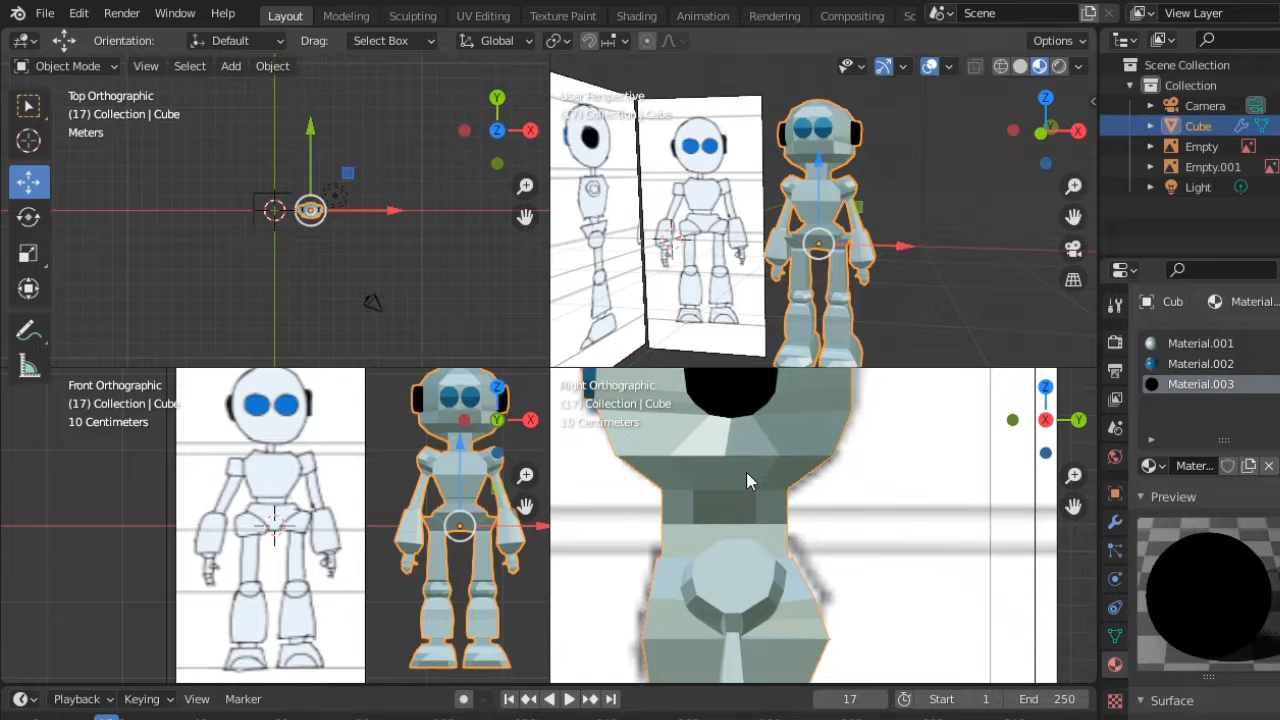 File Edit Render Window Help Layout Modeling Sculpting UV Editing Texture Paint Shading Animation Rendering Compositing Sc Scene View Layer
Orientation: Default Drag: Select Box Global Options
Object Mode View Select Add Object
Top Orthographic
(17) Collection | Cube
Meters
Y
Z
X
User Perspective
(17) Collection | Cube
Z
Y
X
Front Orthographic
(17) Collection | Cube
10 Centimeters
Z
Y
X
Right Orthographic
(17) Collection | Cube
10 Centimeters
Z
X
Y
Scene Collection
Collection
Camera
Cube
Empty
Empty.001
Light
Cub Material...
Material.001
Material.002
Material.003
Mater...
Preview
Surface
Playback Keying View Marker 17 Start 1 End 250